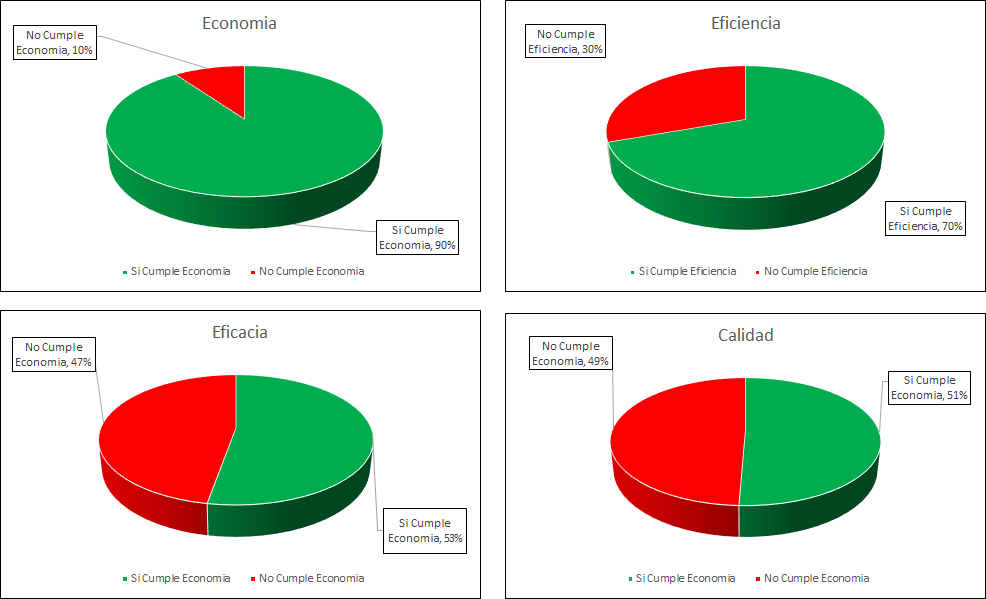 Economia
No Cumple
Economia, 10%
Si Cumple
Economia, 90%
Si Cumple Economia
No Cumple Economia
Eficiencia
No Cumple
Eficiencia, 30%
Si Cumple
Eficiencia, 70%
Si Cumple Eficiencia
No Cumple Eficiencia
Eficacia
No Cumple
Economia, 47%
Si Cumple
Economia, 53%
Si Cumple Economia
No Cumple Economia
Calidad
No Cumple
Economia, 49%
Si Cumple
Economia, 51%
Si Cumple Economia
No Cumple Economia